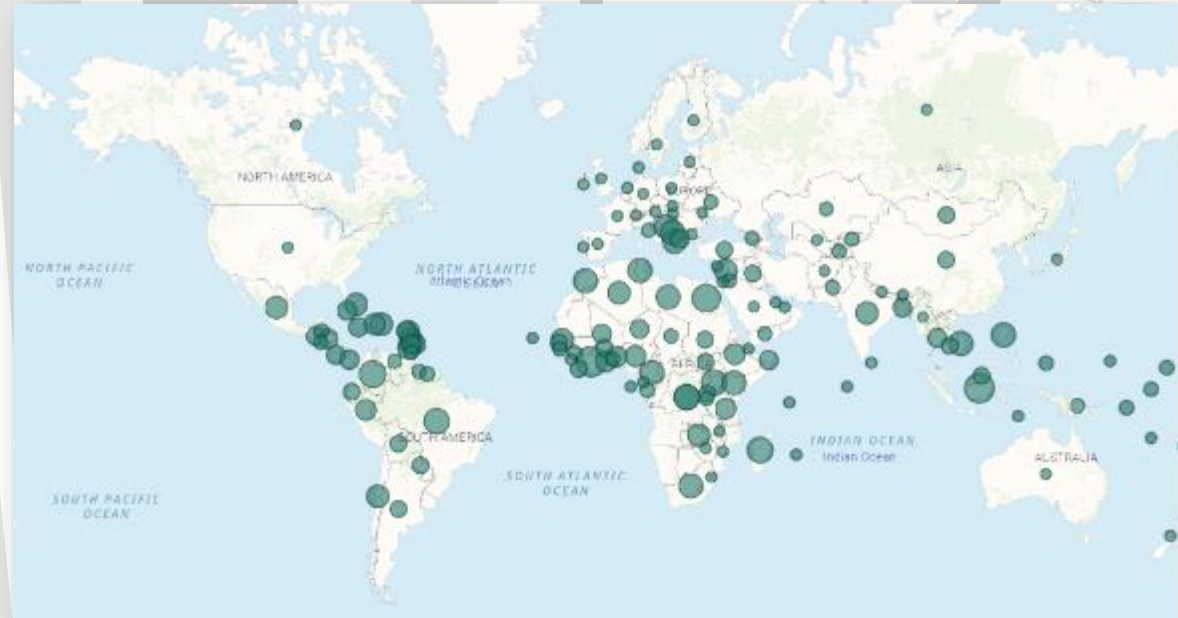 NORTH AMERICA
ASIA
NORTH PACIFIC
OCEAN
NORTH ATLANTIC
Atlantic Ocean
SOUTH AMERICA
INDIAN OCEAN
Indian Ocean
AUSTRALIA
SOUTH ATLANTIC
OCEAN
SOUTH PACIFIC
OCEAN